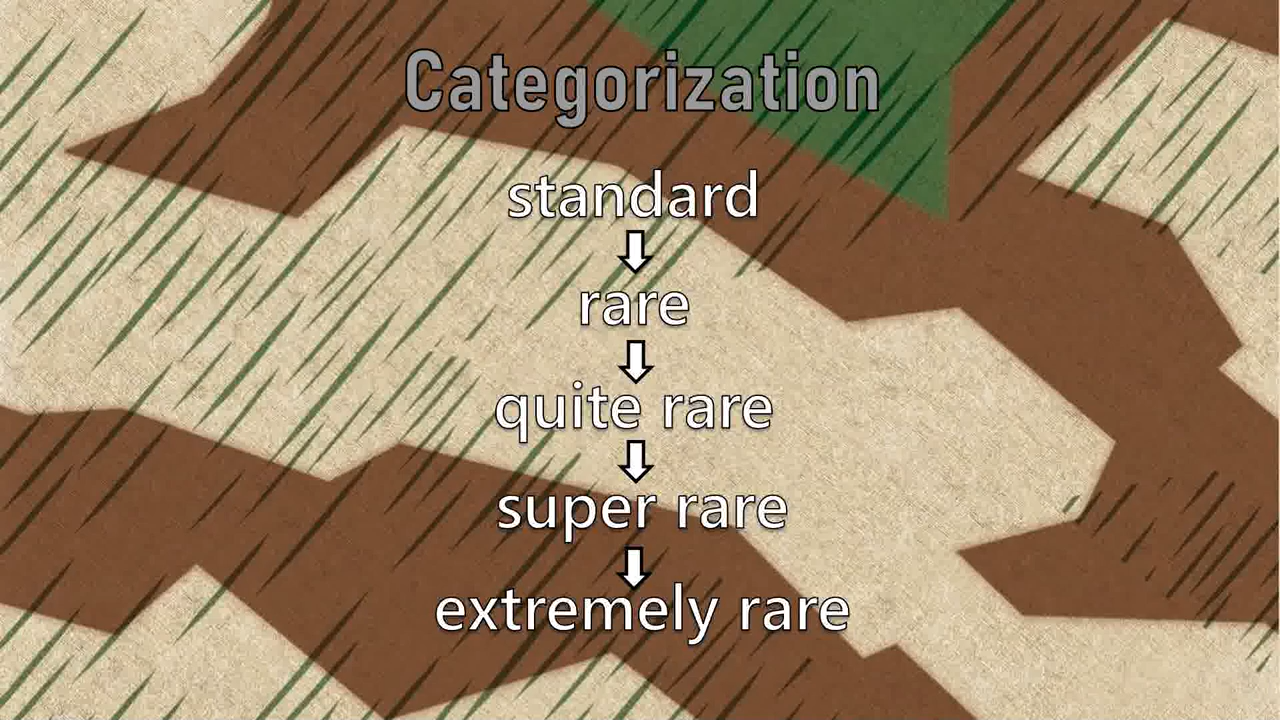 Categorization
standard
rare
quite rare
super rare
extremely rare